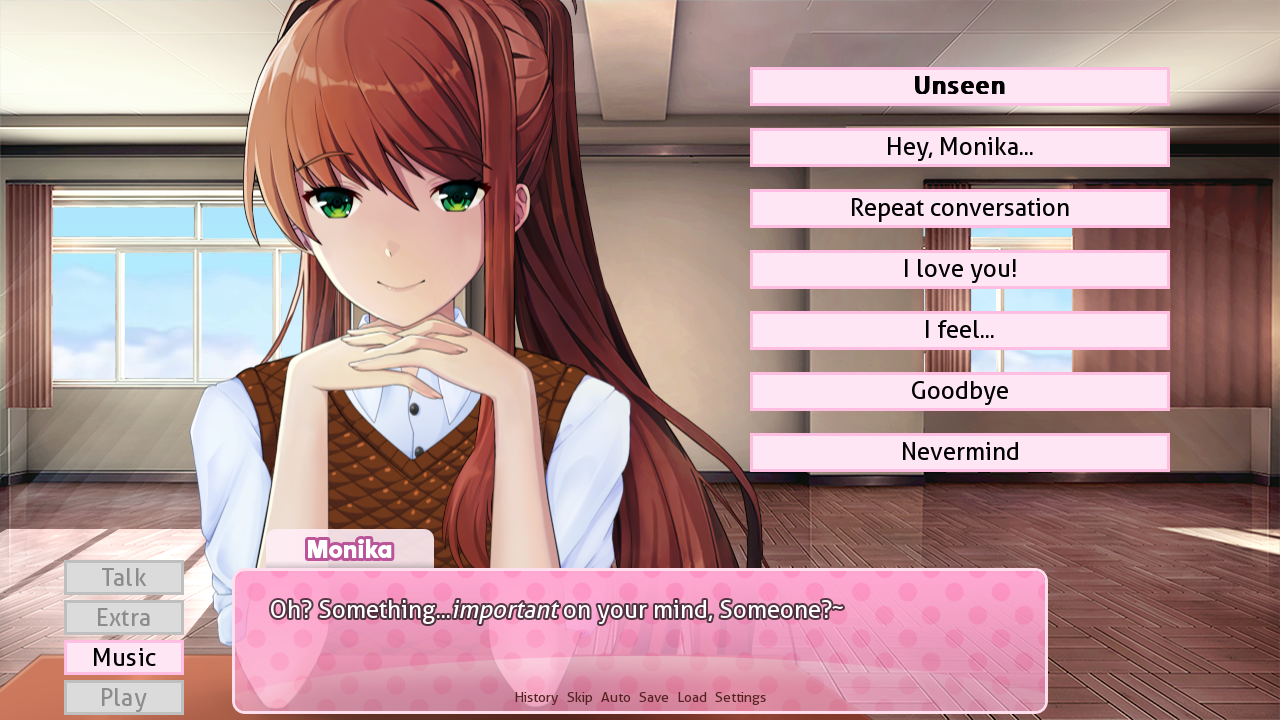 Unseen
Hey, Monika...
Repeat conversation
I love you!
I feel...
Goodbye
Nevermind
Monika
Oh? Something...important on your mind, Someone?~
Talk
Extra
Music
Play
History Skip Auto Save Load Settings